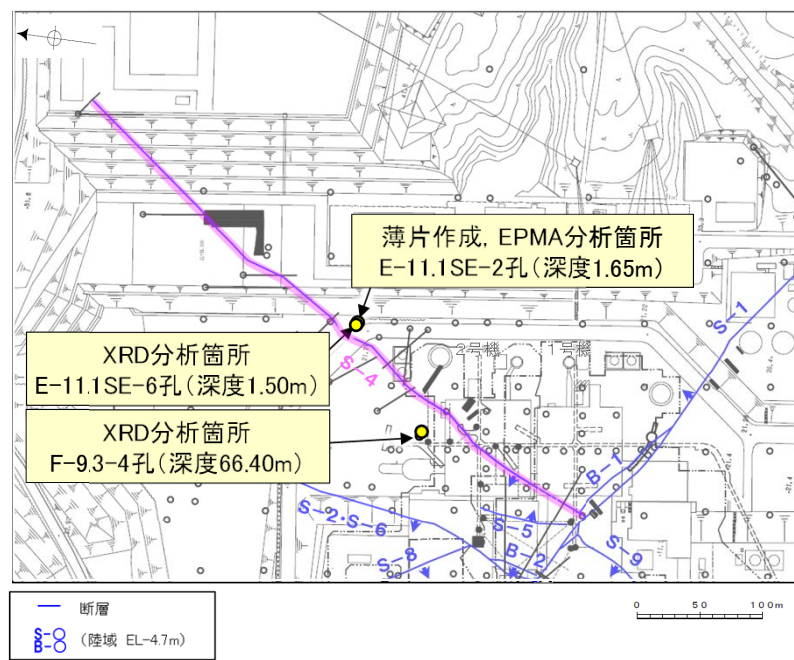 薄片作成, EPMA分析箇所
E-11.1SE-2孔(深度1.65m)
S-1
XRD分析箇所
E-11.1SE-6孔(深度1.50m)
2号機
1号機
S-4
XRD分析箇所
F-9.3-4孔(深度66.40m)
B-1
S-2・S-6
S-5
S-8
B-2
S-9
断層
S-○
B-○
(陸域 EL-4.7m)
0 50 100m